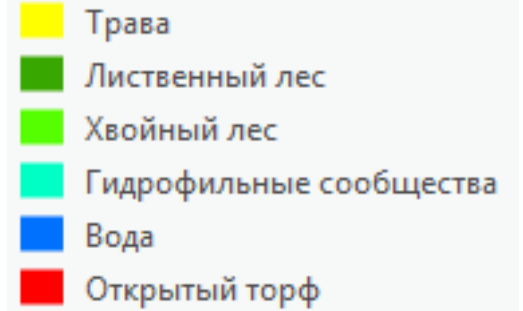 Трава
Лиственный лес
Хвойный лес
Гидрофильные сообщества
Вода
Открытый торф